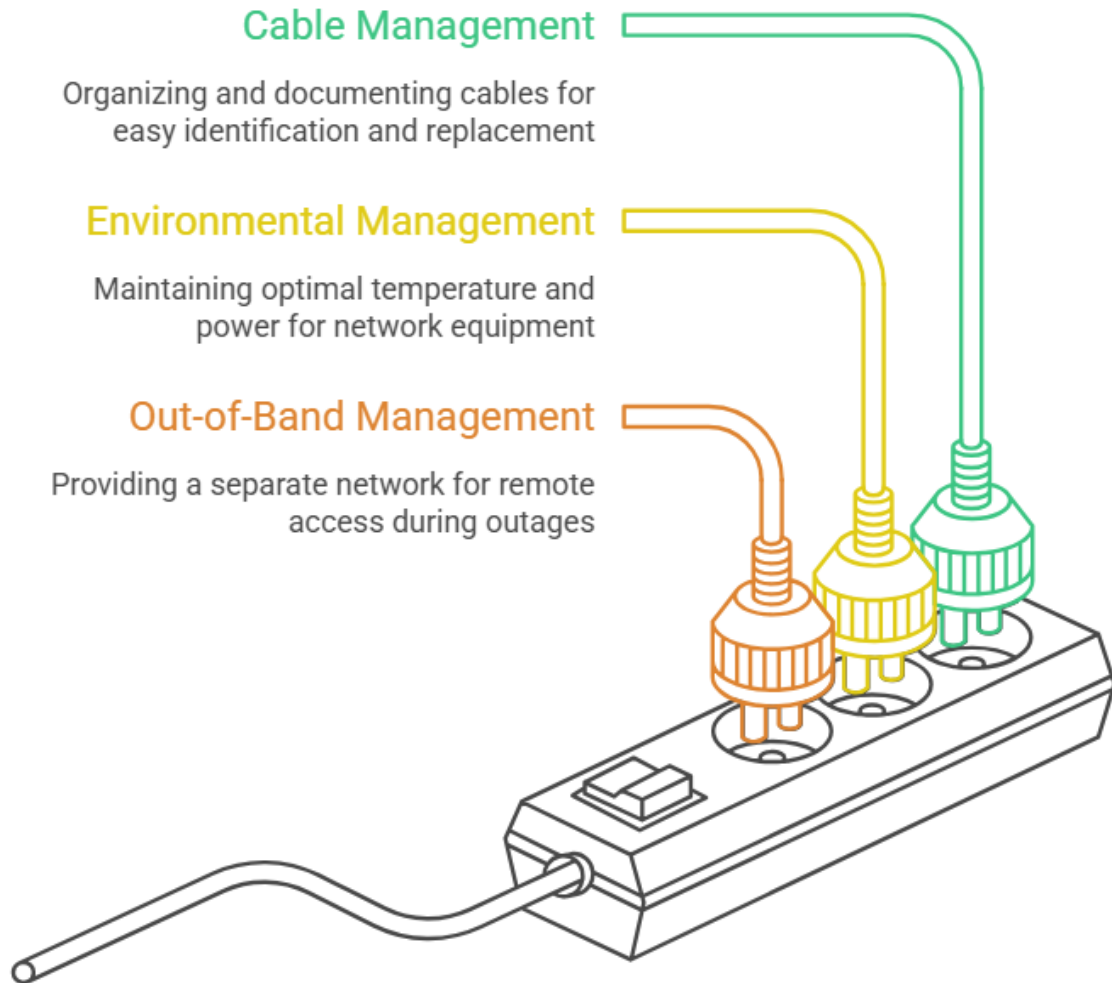 Cable Management
Organizing and documenting cables for
easy identification and replacement
Environmental Management
Maintaining optimal temperature and
power for network equipment
Out-of-Band Management
Providing a separate network for remote
access during outages